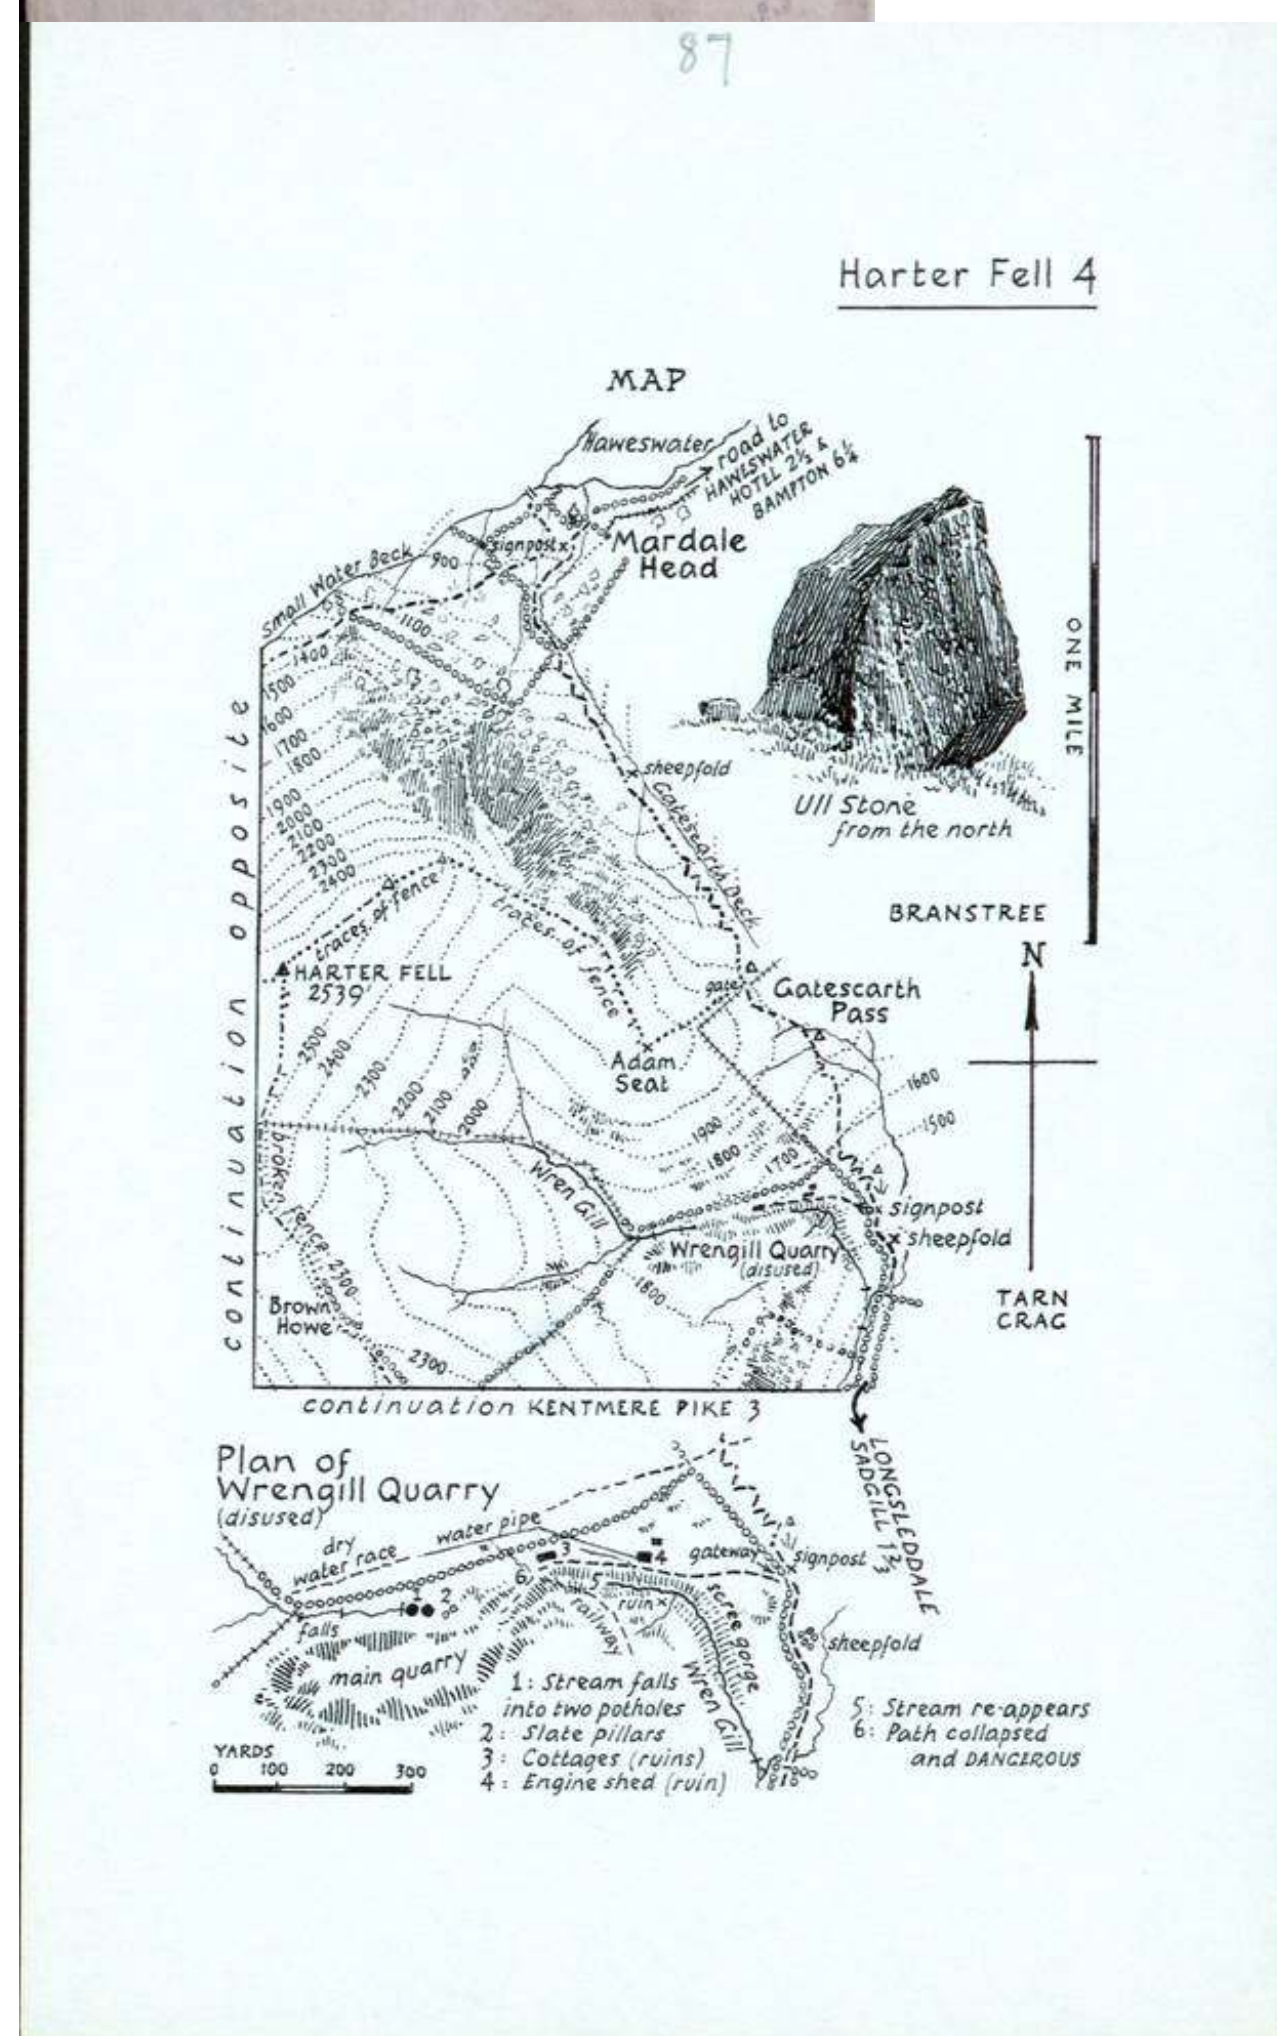 87
Harter Fell 4
MAP
Haweswater
road to
HAWESWATER
HOTEL 2½ &
BAMPTON 6¼
signpost
Mardale
Head
Small Water Beck
900
1100
1400
1500
1600
1700
1800
1900
2000
2100
2200
2300
2400
ONE MILE
sheepfold
Gatescarth Beck
Ull Stone
from the north
continuation opposite
traces of fence
traces of fence
BRANSTREE
N
HARTER FELL
2539
gate
Gatescarth
Pass
Adam
Seat
2500
2400
2300
2200
2100
2000
1900
1800
1700
1600
1500
broken fence
Wren Gill
signpost
sheepfold
Wrengill Quarry
(disused)
1800
2300
Brown
Howe
2300
TARN
CRAG
continuation KENTMERE PIKE 3
LONGSLEDDALE
SADGILL 1⅔
Plan of
Wrengill Quarry
(disused)
dry
water race
water pipe
3
4
gateway
signpost
1
2
6
5
ruin
railway
scree gorge
falls
main quarry
Wren Gill
sheepfold
1: Stream falls
into two potholes
2: Slate pillars
3: Cottages (ruins)
4: Engine shed (ruin)
5: Stream re-appears
6: Path collapsed
and DANGEROUS
YARDS
0 100 200 300